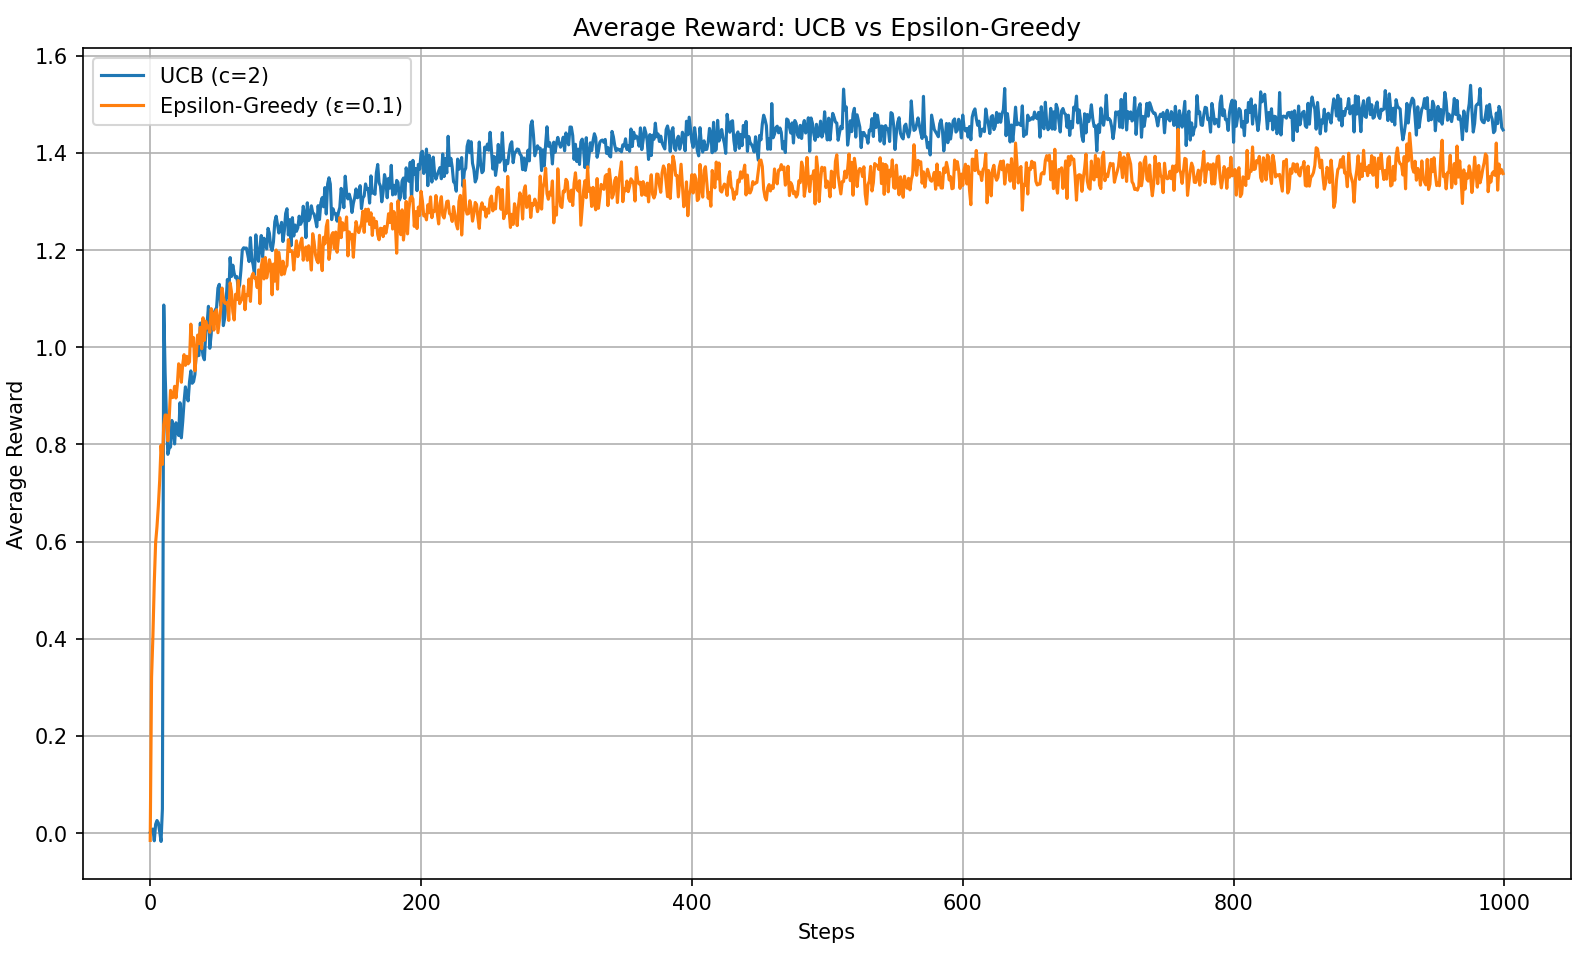 Average Reward: UCB vs Epsilon-Greedy
UCB (c=2)
Epsilon-Greedy (ε=0.1)
Average Reward
1.6
1.4
1.2
1.0
0.8
0.6
0.4
0.2
0.0
0 200 400 600 800 1000
Steps